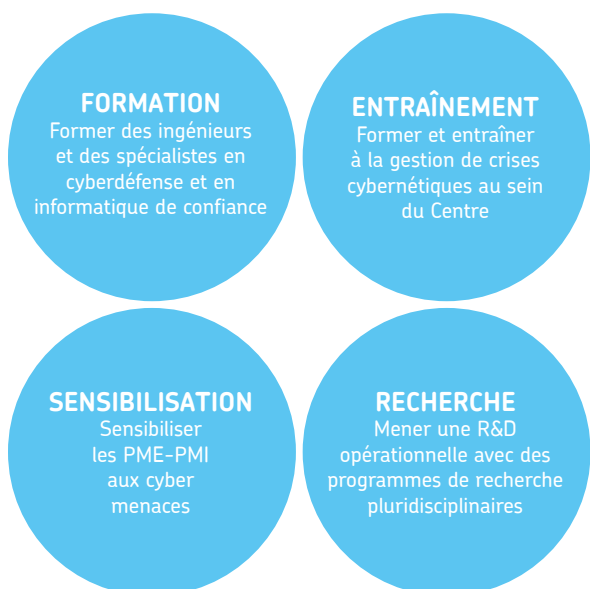 FORMATION
Former des ingénieurs
et des spécialistes en
cyberdéfense et en
informatique de confiance
ENTRAÎNEMENT
Former et entraîner
à la gestion de crises
cybernétiques au sein
du Centre
SENSIBILISATION
Sensibiliser
les PME-PMI
aux cyber
menaces
RECHERCHE
Mener une R&D
opérationnelle avec des
programmes de recherche
pluridisciplinaires